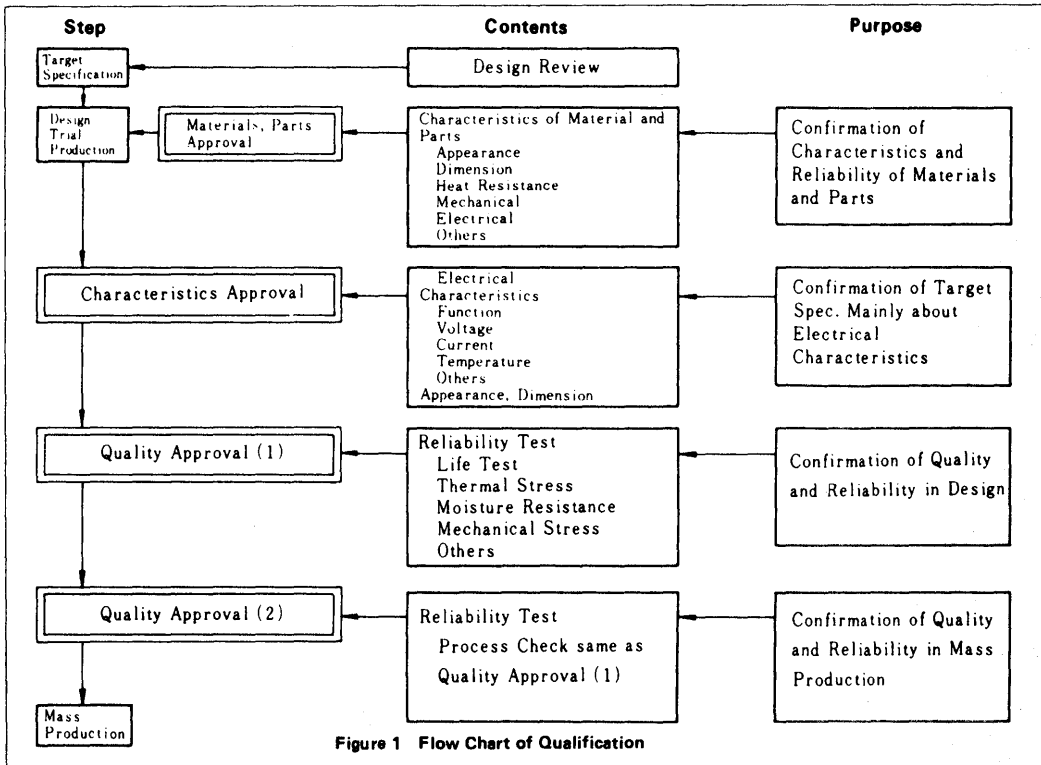 Step Contents Purpose
Target
Specification
Design Review
Design
Trial
Production
Materials, Parts
Approval
Characteristics of Material and
Parts
Appearance
Dimension
Heat Resistance
Mechanical
Electrical
Others
Confirmation of
Characteristics and
Reliability of Materials
and Parts
Characteristics Approval
Electrical
Characteristics
Function
Voltage
Current
Temperature
Others
Appearance, Dimension
Confirmation of Target
Spec. Mainly about
Electrical
Characteristics
Quality Approval (1)
Reliability Test
Life Test
Thermal Stress
Moisture Resistance
Mechanical Stress
Others
Confirmation of Quality
and Reliability in Design
Quality Approval (2)
Reliability Test
Process Check same as
Quality Approval (1)
Confirmation of Quality
and Reliability in Mass
Production
Mass
Production
Figure 1 Flow Chart of Qualification